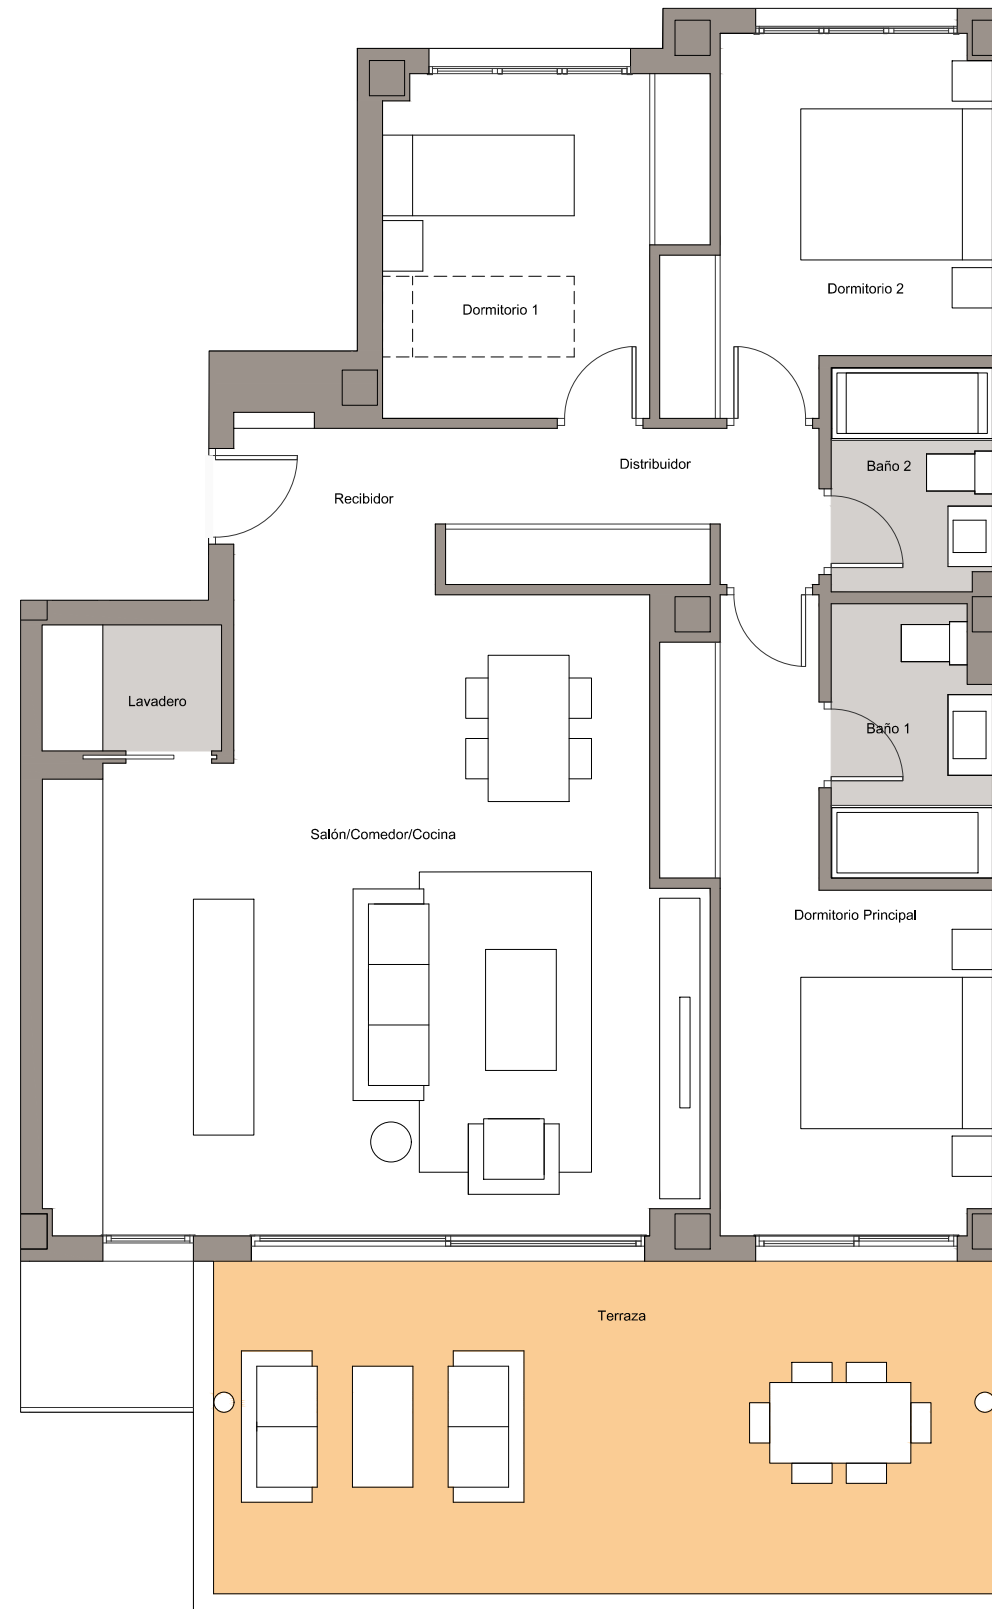 Dormitorio 2
Dormitorio 1
Distribuidor
Baño 2
Recibidor
Lavadero
Baño 1
Salón/Comedor/Cocina
Dormitorio Principal
Terraza